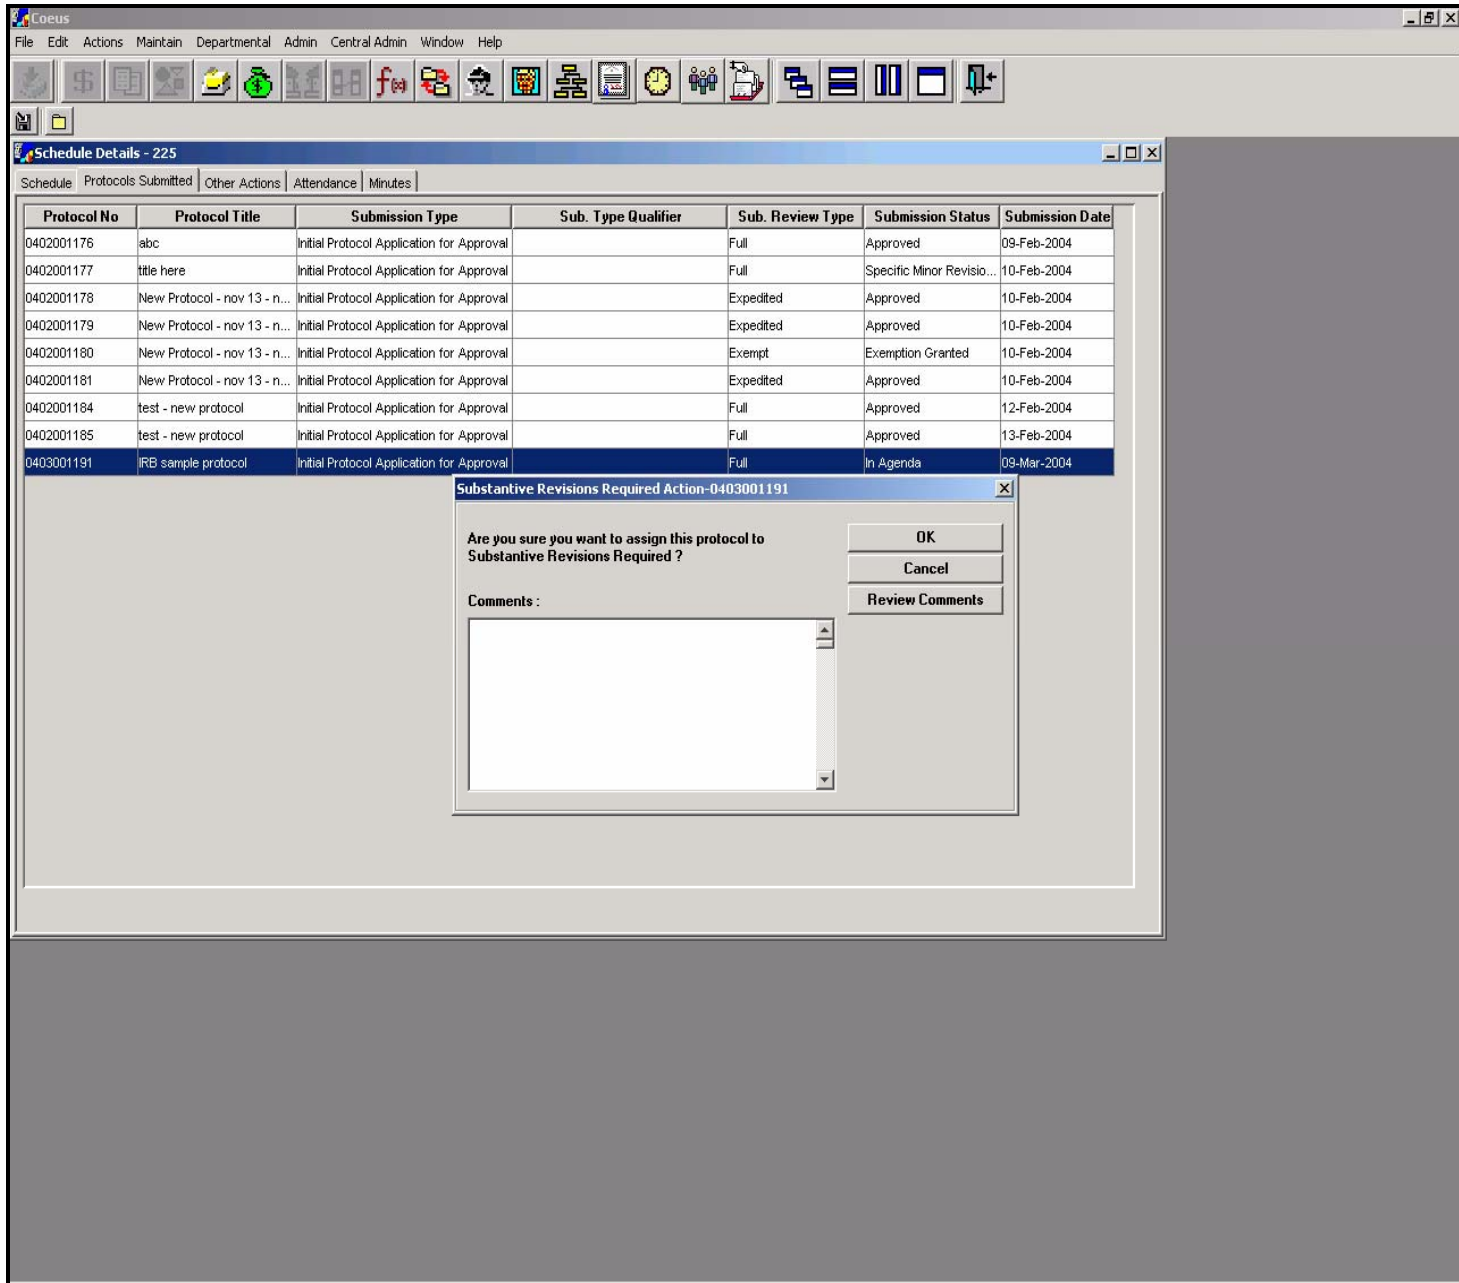 Coeus
File Edit Actions Maintain Departmental Admin Central Admin Window Help
$ $ f(x)
Schedule Details - 225
Schedule Protocols Submitted Other Actions Attendance Minutes
Protocol No Protocol Title Submission Type Sub. Type Qualifier Sub. Review Type Submission Status Submission Date
0402001176 abc Initial Protocol Application for Approval Full Approved 09-Feb-2004
0402001177 title here Initial Protocol Application for Approval Full Specific Minor Revisio... 10-Feb-2004
0402001178 New Protocol - nov 13 - n... Initial Protocol Application for Approval Expedited Approved 10-Feb-2004
0402001179 New Protocol - nov 13 - n... Initial Protocol Application for Approval Expedited Approved 10-Feb-2004
0402001180 New Protocol - nov 13 - n... Initial Protocol Application for Approval Exempt Exemption Granted 10-Feb-2004
0402001181 New Protocol - nov 13 - n... Initial Protocol Application for Approval Expedited Approved 10-Feb-2004
0402001184 test - new protocol Initial Protocol Application for Approval Full Approved 12-Feb-2004
0402001185 test - new protocol Initial Protocol Application for Approval Full Approved 13-Feb-2004
0403001191 IRB sample protocol Initial Protocol Application for Approval Full In Agenda 09-Mar-2004
Substantive Revisions Required Action-0403001191
Are you sure you want to assign this protocol to
Substantive Revisions Required ?
OK
Cancel
Comments :
Review Comments